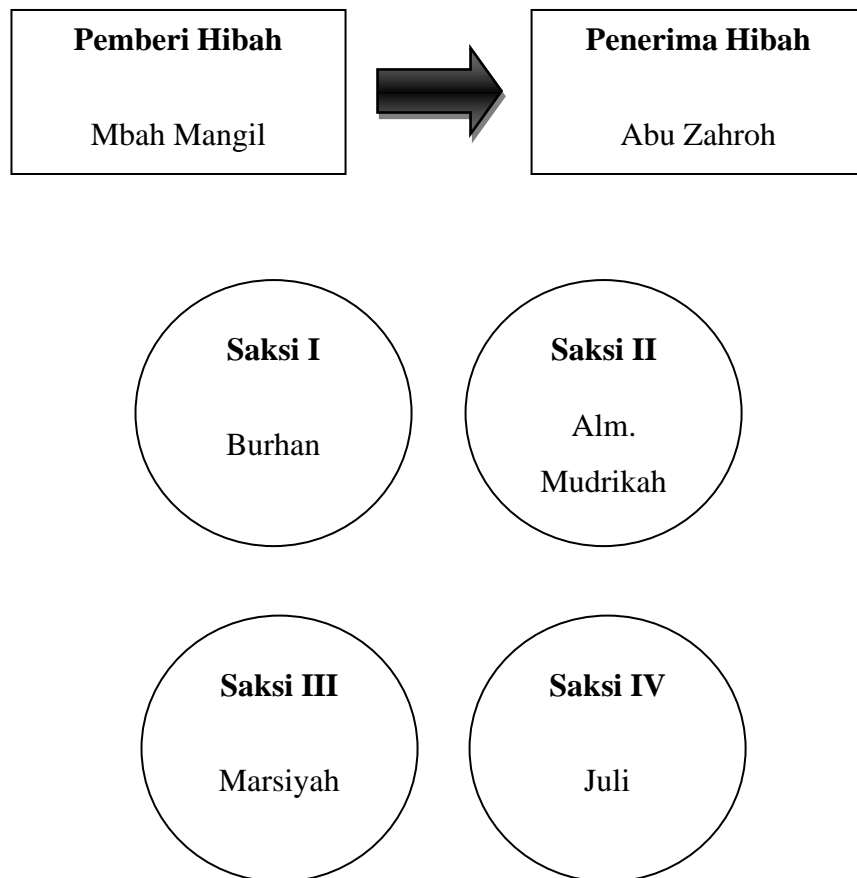 Pemberi Hibah
Mbah Mangil
Penerima Hibah
Abu Zahroh
Saksi I
Burhan
Saksi II
Alm.
Mudrikah
Saksi III
Marsiyah
Saksi IV
Juli